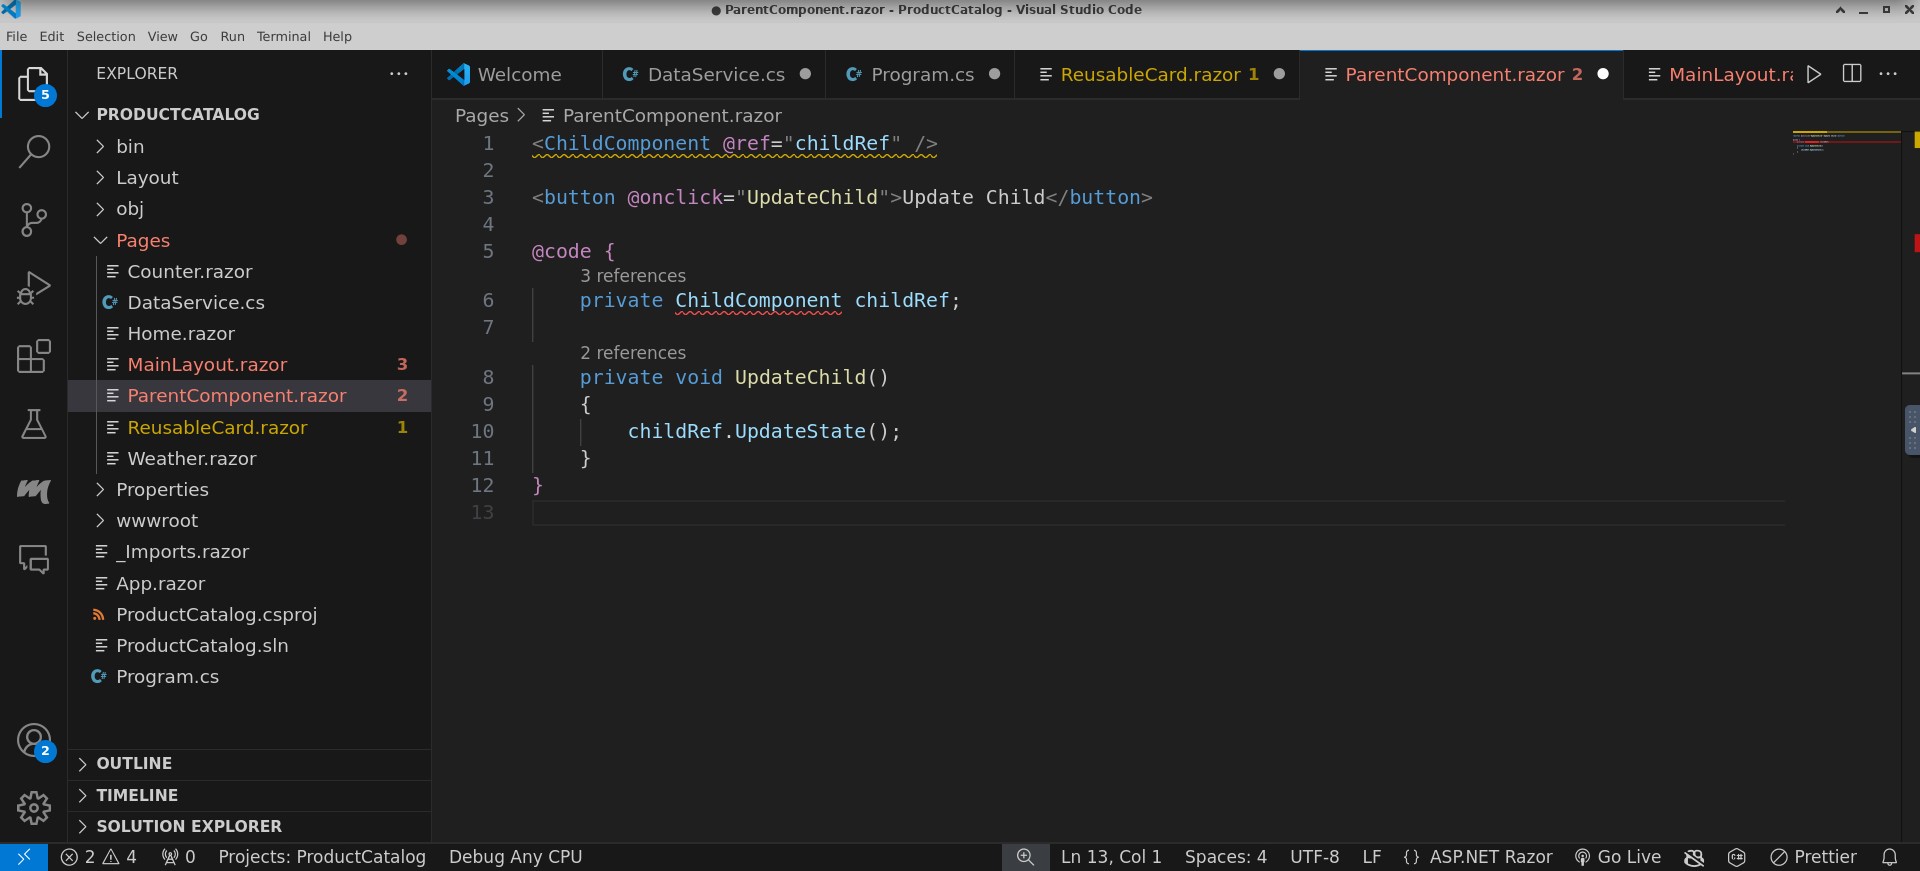 ● ParentComponent.razor - ProductCatalog - Visual Studio Code
File Edit Selection View Go Run Terminal Help
EXPLORER
5
PRODUCTCATALOG
bin
Layout
obj
Pages
Counter.razor
DataService.cs
Home.razor
MainLayout.razor 3
ParentComponent.razor 2
ReusableCard.razor 1
Weather.razor
Properties
wwwroot
_Imports.razor
App.razor
ProductCatalog.csproj
ProductCatalog.sln
Program.cs
2
OUTLINE
TIMELINE
SOLUTION EXPLORER
Welcome DataService.cs Program.cs ReusableCard.razor 1 ParentComponent.razor 2 MainLayout.ra
Pages > ParentComponent.razor
1 <ChildComponent @ref="childRef" />
2
3 <button @onclick="UpdateChild">Update Child</button>
4
5 @code {
3 references
6 private ChildComponent childRef;
7
2 references
8 private void UpdateChild()
9 {
10 childRef.UpdateState();
11 }
12 }
13
2 4 0 Projects: ProductCatalog Debug Any CPU Ln 13, Col 1 Spaces: 4 UTF-8 LF {} ASP.NET Razor Go Live Prettier